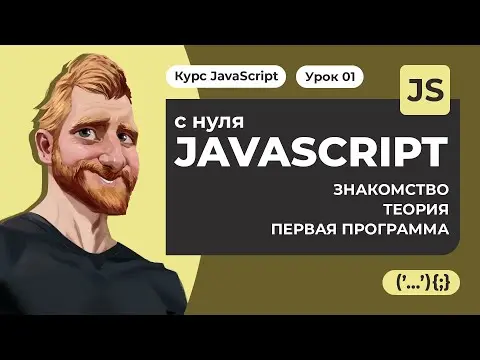 Курс JavaScript
Урок 01
JS
с нуля
JAVASCRIPT
ЗНАКОМСТВО
ТЕОРИЯ
ПЕРВАЯ ПРОГРАММА
('...'){;}